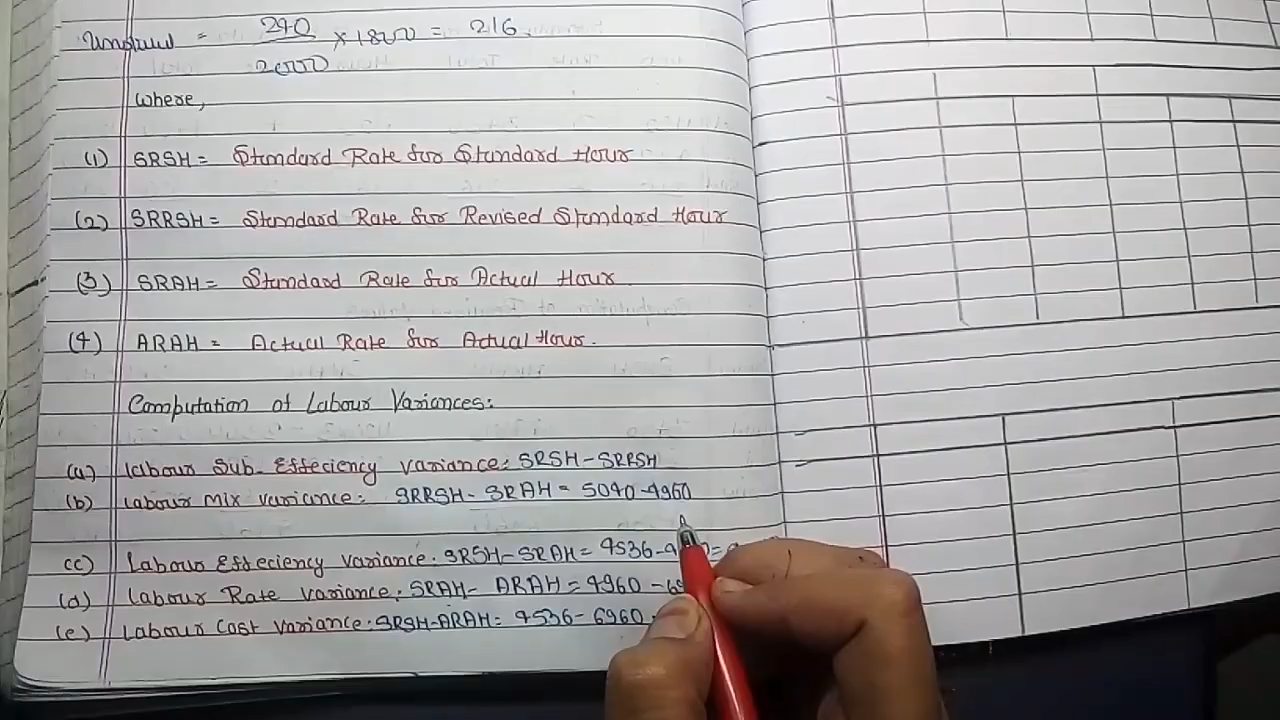 = 240/2000 × 1800 = 216
where,
(1) SRSH = Standard Rate for Standard Hour
(2) SRRSH = Standard Rate for Revised Standard Hour
(3) SRAH = Standard Rate for Actual Hour
(4) ARAH = Actual Rate for Actual Hour.
Computation of Labour Variances:
(a) Labour Sub-Effeciency Variance: SRSH - SRRSH
(b) Labour Mix Variance: SRRSH - SRAH = 5040 - 4960
(c) Labour Effeciency Variance: SRSH - SRAH = 4536 -
(d) Labour Rate Variance: SRAH - ARAH = 4960 -
(e) Labour Cost Variance: SRSH - ARAH = 4536 - 6960